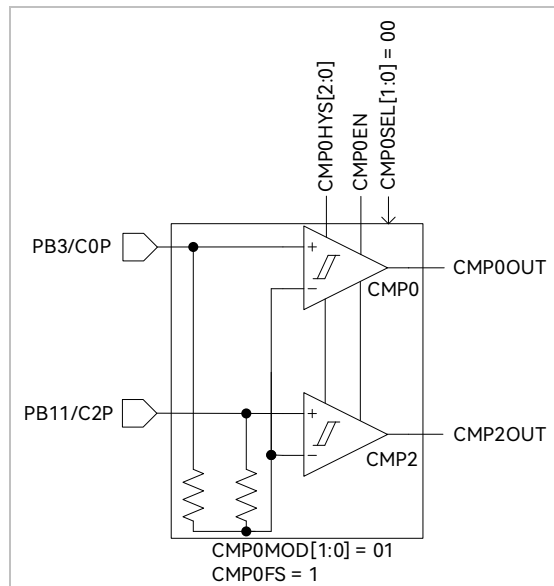 CMP0HYS[2:0]
CMP0EN
CMP0SEL[1:0] = 00
PB3/C0P
+
−
CMP0
CMP0OUT
PB11/C2P
+
−
CMP2
CMP2OUT
CMP0MOD[1:0] = 01
CMP0FS = 1